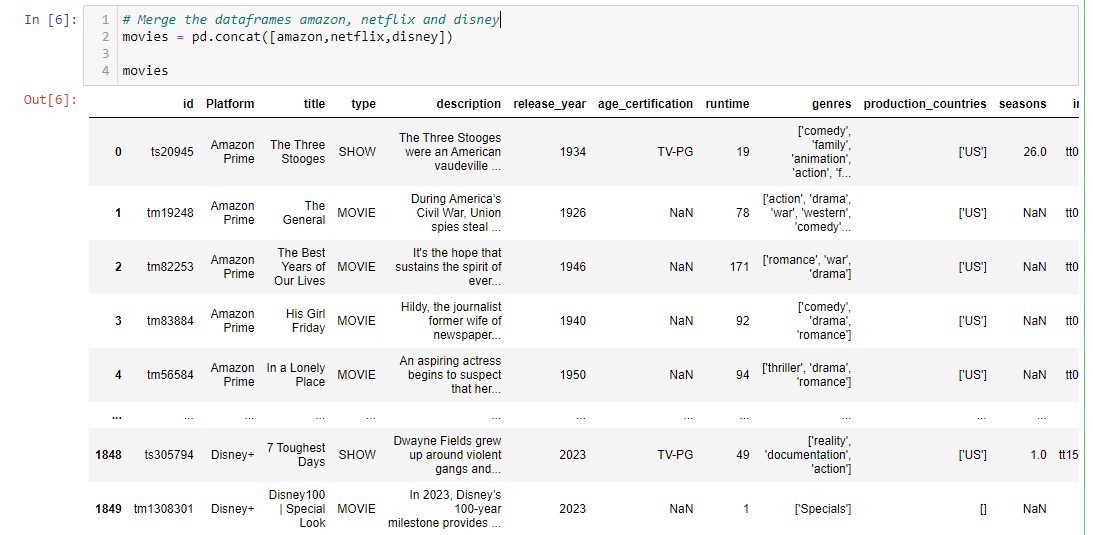 In [6]:
1 # Merge the dataframes amazon, netflix and disney
2 movies = pd.concat([amazon,netflix,disney])
3
4 movies
Out[6]:
id Platform title type description release_year age_certification runtime genres production_countries seasons
0 ts20945 Amazon Prime The Three Stooges SHOW The Three Stooges were an American vaudeville ... 1934 TV-PG 19 ['comedy', 'family', 'animation', 'action', 'f... ['US'] 26.0 tt0
1 tm19248 Amazon Prime The General MOVIE During America's Civil War, Union spies steal ... 1926 NaN 78 ['action', 'drama', 'war', 'western', 'comedy'... ['US'] NaN tt0
2 tm82253 Amazon Prime The Best Years of Our Lives MOVIE It's the hope that sustains the spirit of ever... 1946 NaN 171 ['romance', 'war', 'drama'] ['US'] NaN tt0
3 tm83884 Amazon Prime His Girl Friday MOVIE Hildy, the journalist former wife of newspaper... 1940 NaN 92 ['comedy', 'drama', 'romance'] ['US'] NaN tt0
4 tm56584 Amazon Prime In a Lonely Place MOVIE An aspiring actress begins to suspect that her... 1950 NaN 94 ['thriller', 'drama', 'romance'] ['US'] NaN tt0
... ... ... ... ... ... ... ... ... ... ... ...
1848 ts305794 Disney+ 7 Toughest Days SHOW Dwayne Fields grew up around violent gangs and... 2023 TV-PG 49 ['reality', 'documentation', 'action'] ['US'] 1.0 tt15
1849 tm1308301 Disney+ Disney100 | Special Look MOVIE In 2023, Disney's 100-year milestone provides ... 2023 NaN 1 ['Specials'] [] NaN